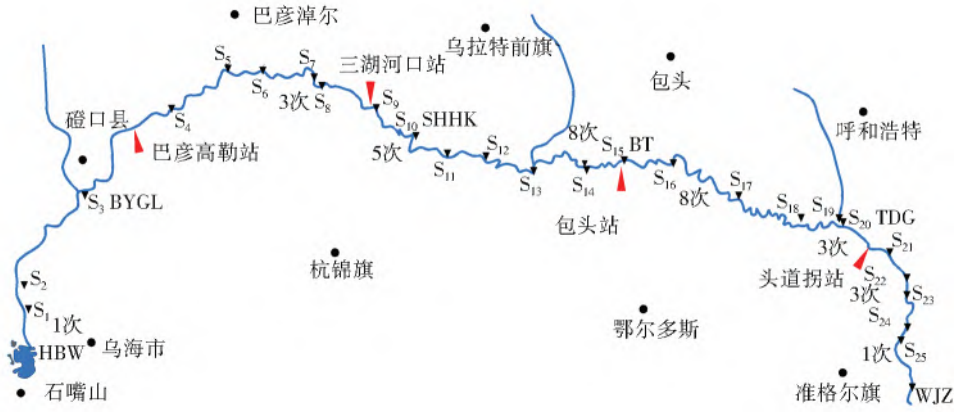 巴彦淖尔
乌拉特前旗
S₅
S₆
S₇
3次
S₈
三湖河口站
包头
磴口县
S₄
巴彦高勒站
S₉
S₁₀
SHHK
5次
S₁₁
S₁₂
S₁₃
8次
S₁₅
BT
S₁₄
S₁₆
包头站
8次
S₁₇
呼和浩特
S₁₈
S₁₉
S₂₀
TDG
3次
S₂₁
头道拐站
S₂₂
3次
S₂₃
S₂₄
1次
S₂₅
S₃
BYGL
杭锦旗
鄂尔多斯
S₂
S₁
1次
HBW
乌海市
石嘴山
准格尔旗
WJZ